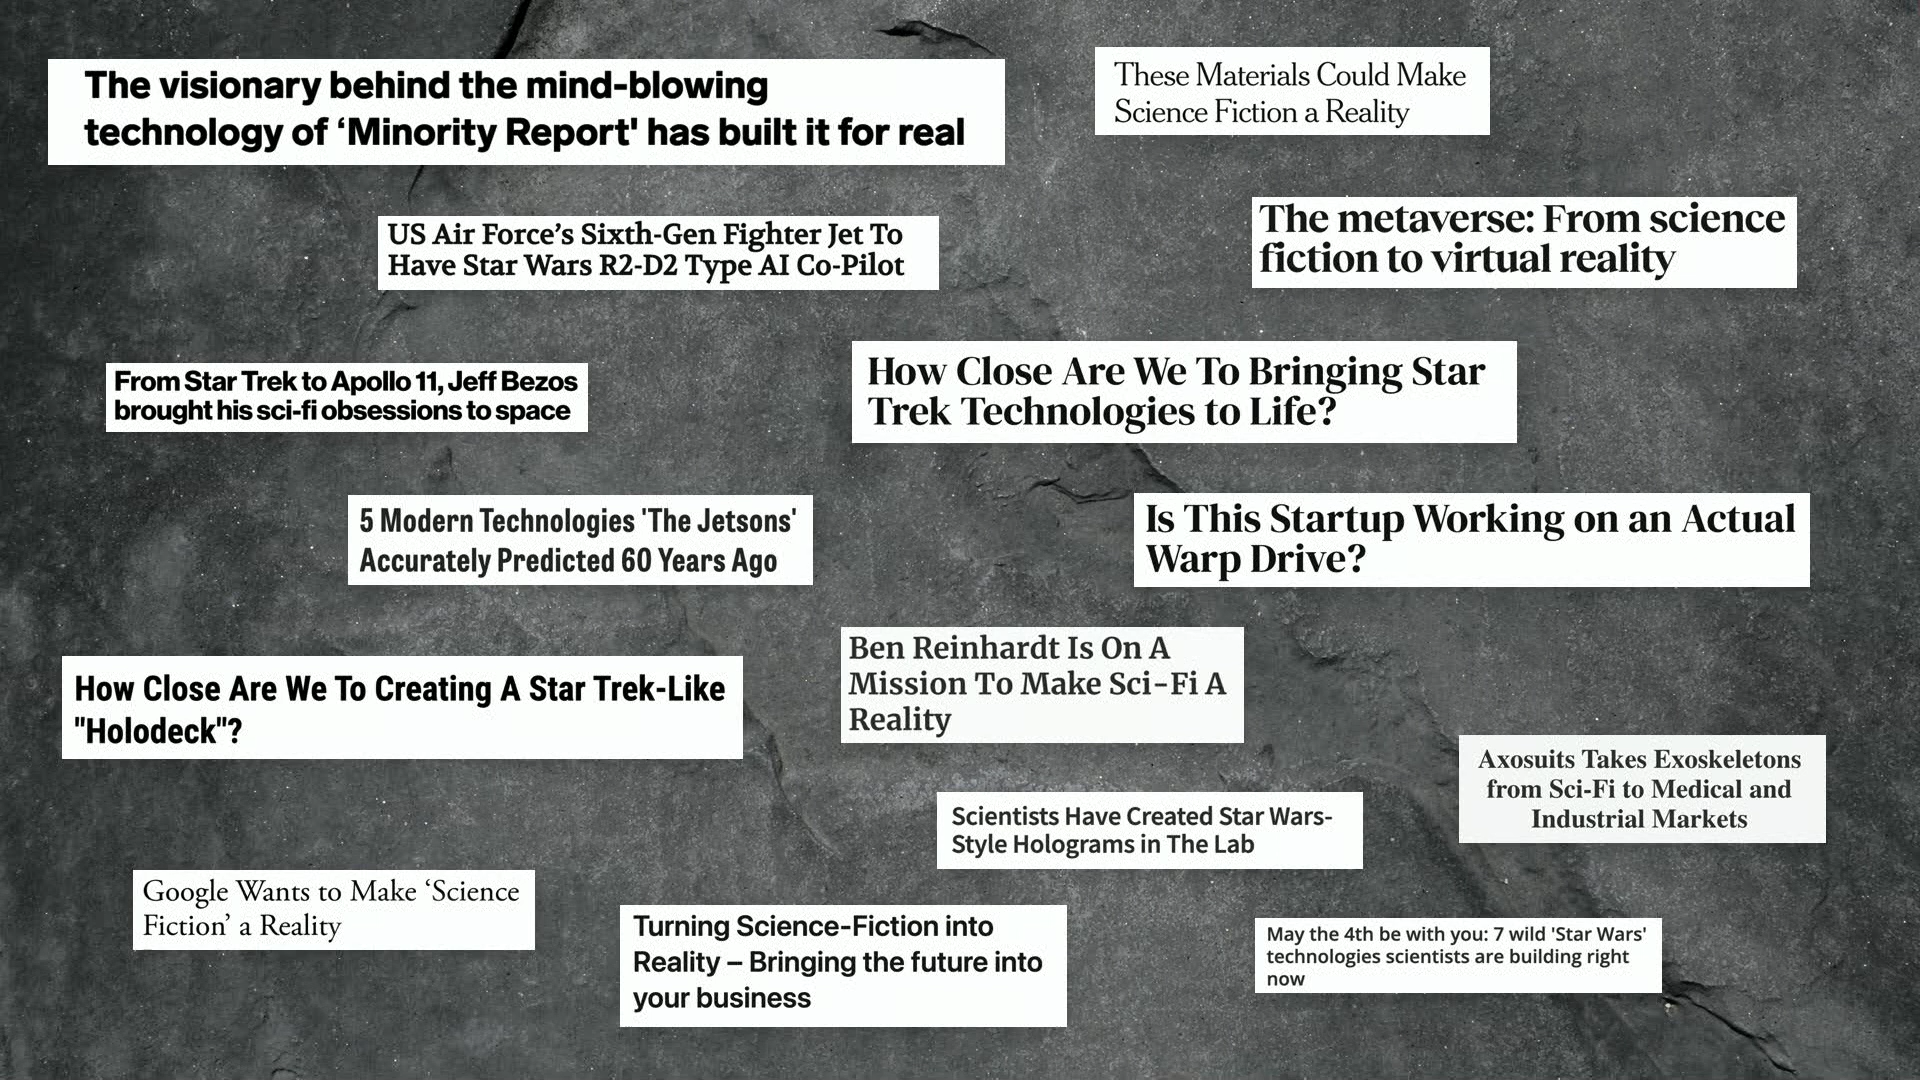 The visionary behind the mind-blowing
technology of ‘Minority Report' has built it for real
These Materials Could Make
Science Fiction a Reality
US Air Force’s Sixth-Gen Fighter Jet To
Have Star Wars R2-D2 Type AI Co-Pilot
The metaverse: From science
fiction to virtual reality
From Star Trek to Apollo 11, Jeff Bezos
brought his sci-fi obsessions to space
How Close Are We To Bringing Star
Trek Technologies to Life?
5 Modern Technologies 'The Jetsons'
Accurately Predicted 60 Years Ago
Is This Startup Working on an Actual
Warp Drive?
How Close Are We To Creating A Star Trek-Like
"Holodeck"?
Ben Reinhardt Is On A
Mission To Make Sci-Fi A
Reality
Axosuits Takes Exoskeletons
from Sci-Fi to Medical and
Industrial Markets
Scientists Have Created Star Wars-
Style Holograms in The Lab
Google Wants to Make ‘Science
Fiction’ a Reality
Turning Science-Fiction into
Reality – Bringing the future into
your business
May the 4th be with you: 7 wild 'Star Wars'
technologies scientists are building right
now